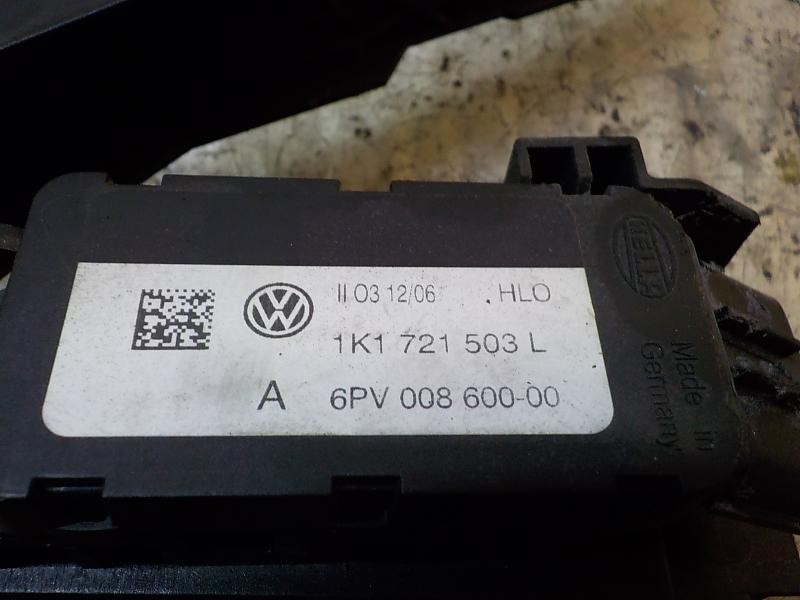 II 03 12/06 .HLO
1K1 721 503 L
A 6PV 008 600-00
HELLA
Made in
Germany